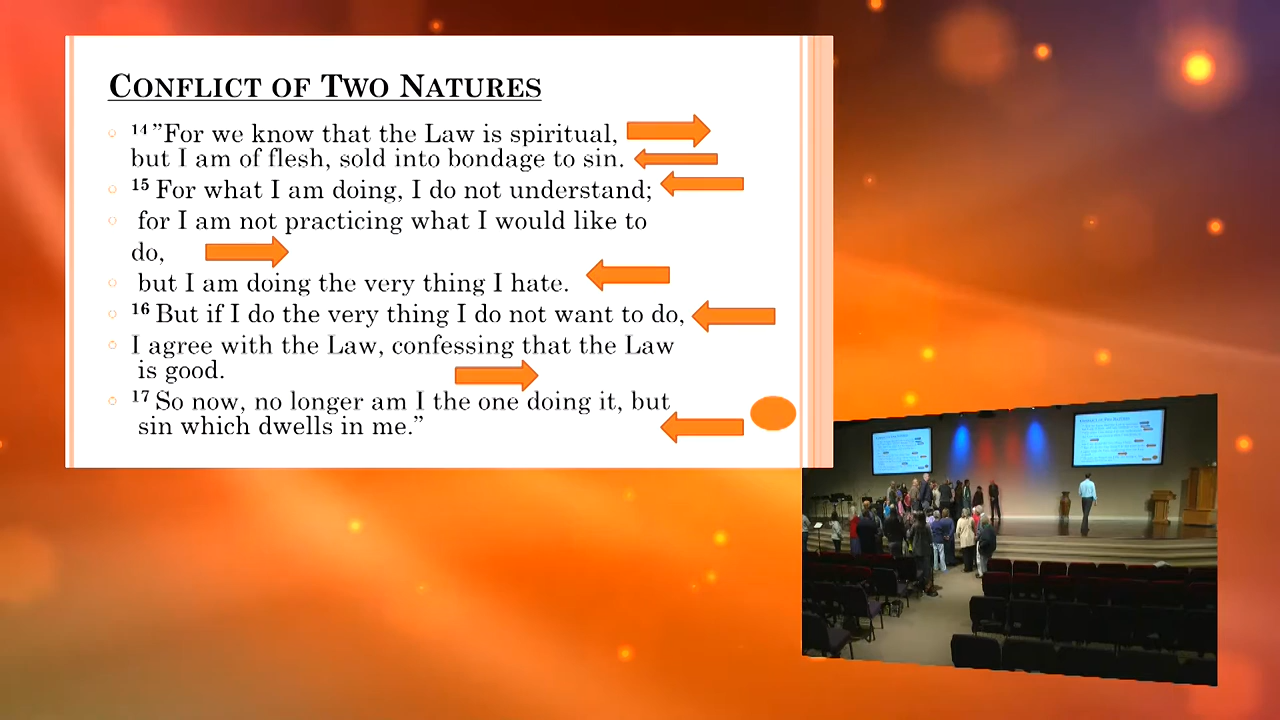 CONFLICT OF TWO NATURES
14 ”For we know that the Law is spiritual,
but I am of flesh, sold into bondage to sin.
15 For what I am doing, I do not understand;
for I am not practicing what I would like to
do,
but I am doing the very thing I hate.
16 But if I do the very thing I do not want to do,
I agree with the Law, confessing that the Law
is good.
17 So now, no longer am I the one doing it, but
sin which dwells in me.”